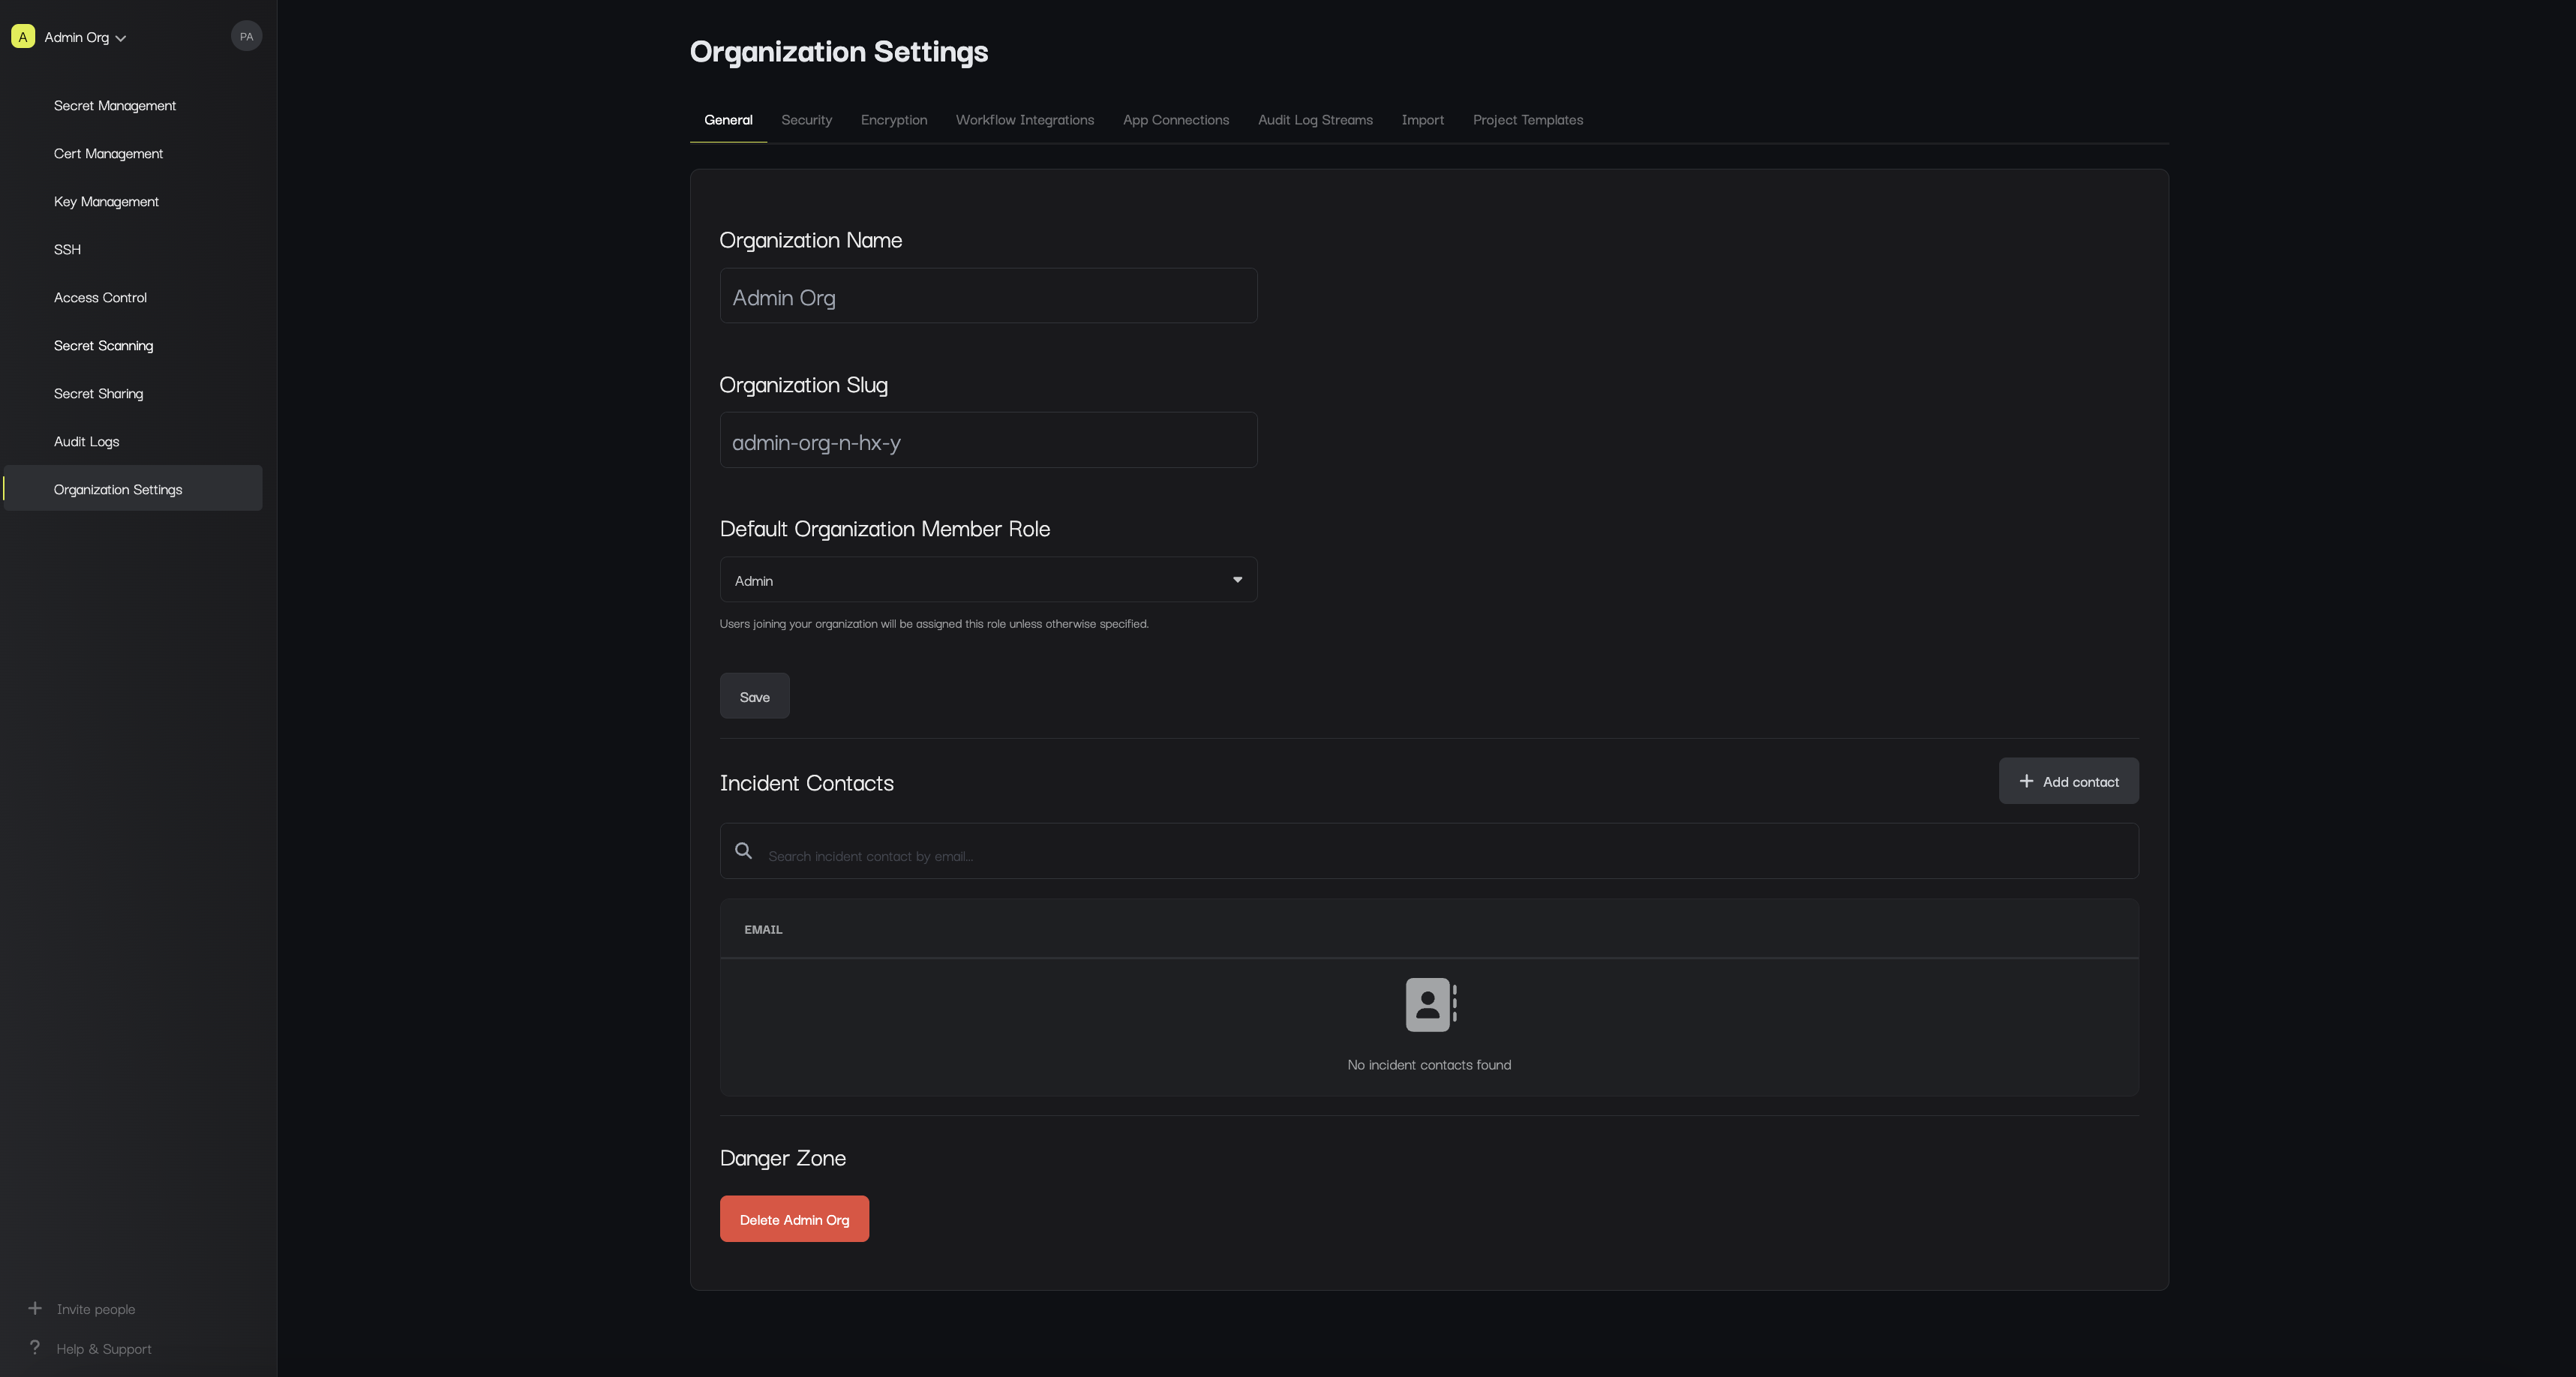 A Admin Org PA
Secret Management
Cert Management
Key Management
SSH
Access Control
Secret Scanning
Secret Sharing
Audit Logs
Organization Settings
Invite people
? Help & Support
Organization Settings
General Security Encryption Workflow Integrations App Connections Audit Log Streams Import Project Templates
Organization Name
Admin Org
Organization Slug
admin-org-n-hx-y
Default Organization Member Role
Admin
Users joining your organization will be assigned this role unless otherwise specified.
Save
Incident Contacts
Add contact
Search incident contact by email...
EMAIL
No incident contacts found
Danger Zone
Delete Admin Org